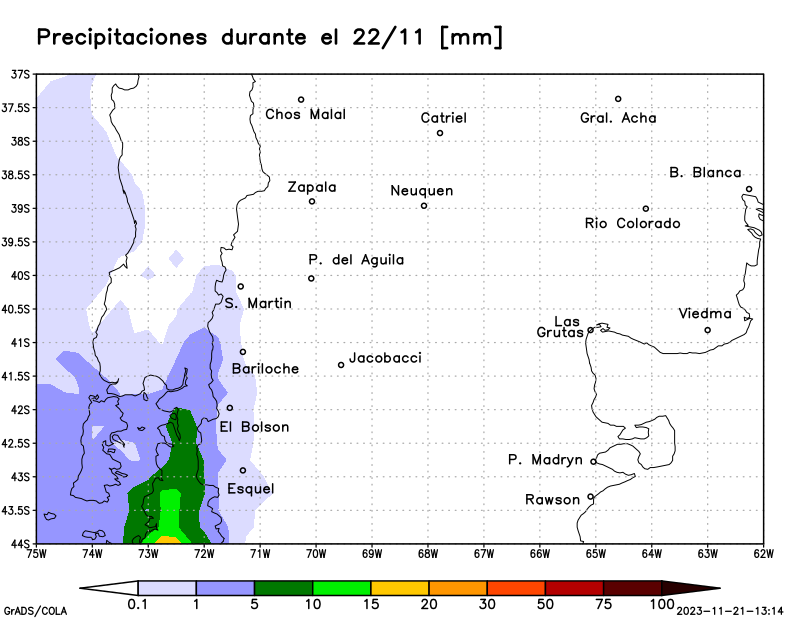 Precipitaciones durante el 22/11 [mm]
37S
37.5S
Chos Malal
Catriel
Gral. Acha
38S
38.5S
B. Blanca
Zapala
Neuquen
39S
Rio Colorado
39.5S
P. del Aguila
40S
S. Martin
40.5S
Las
Grutas
Viedma
41S
Bariloche
Jacobacci
41.5S
42S
El Bolson
42.5S
P. Madryn
43S
Esquel
Rawson
43.5S
44S
75W 74W 73W 72W 71W 70W 69W 68W 67W 66W 65W 64W 63W 62W
0.1 1 5 10 15 20 30 50 75 100
GrADS/COLA
2023-11-21-13:14